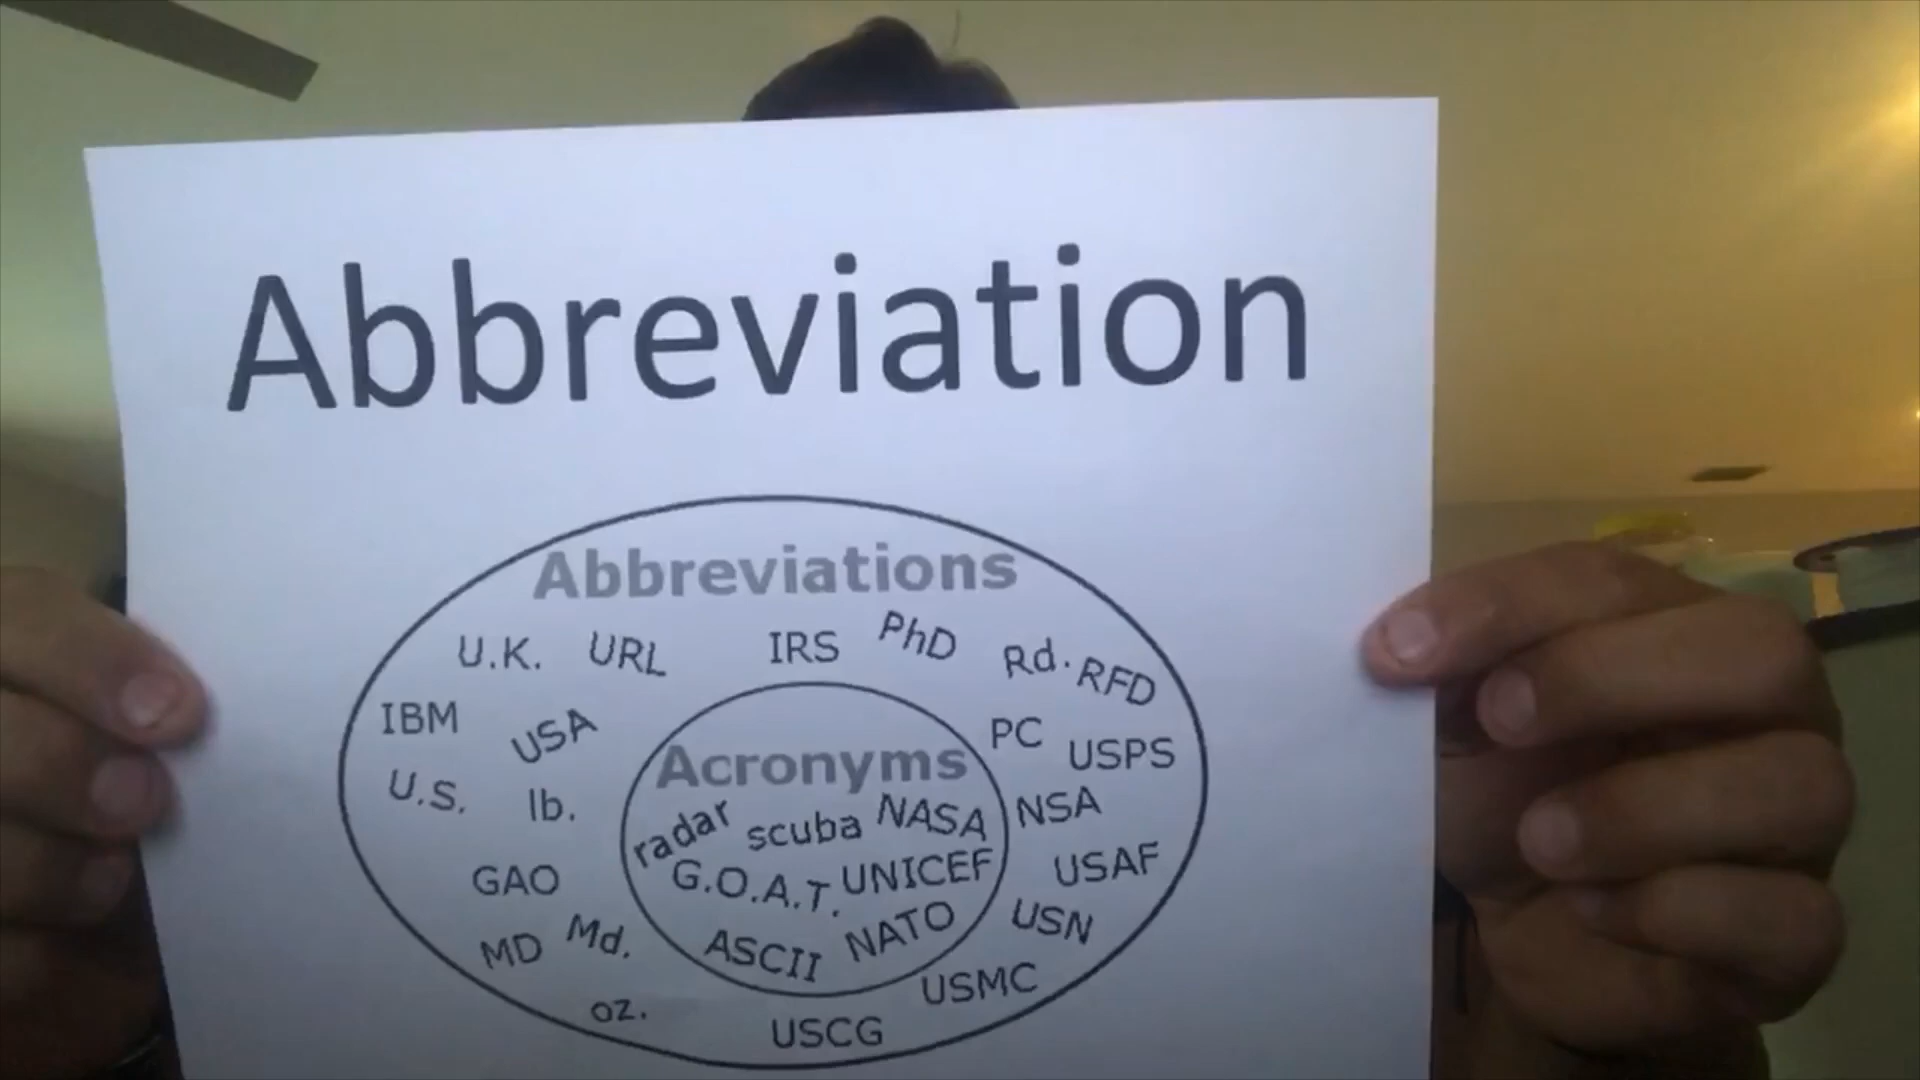 Abbreviation
Abbreviations
U.K. URL IRS PhD Rd. RFD
IBM USA PC USPS
Acronyms
U.S. lb. radar scuba NASA NSA
GAO G.O.A.T. UNICEF USAF
MD Md. ASCII NATO USN
oz. USCG USMC